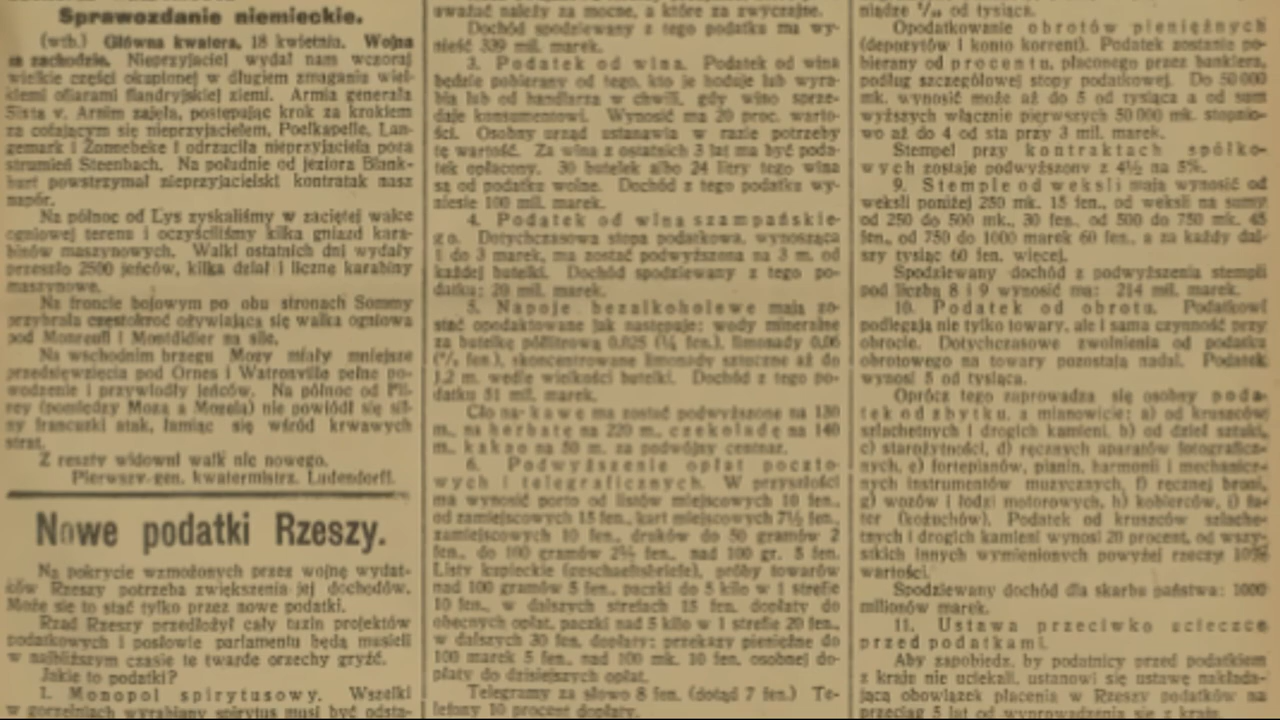 Sprawozdanie niemieckie.
(wtb.) Główna kwatera, 18 kwietnia. Wojna
na zachodzie. Nieprzyjaciel wydał nam wczoraj
wielkie części okupionej w długiem zmaganiu wiel-
kiemi ofiarami flandryjskiej ziemi. Armia generała
Sixta v. Arnim zajęła, postępując krok za krokiem
za cofającym się nieprzyjacielem, Poelkapelle, Lan-
gemark i Zonnebeke i odrzuciła nieprzyjaciela poza
strumień Steenbach. Na południe od jeziora Blank-
hart powstrzymał nieprzyjacielski kontratak nasz
napór.
Na północ od Lys zyskaliśmy w zaciętej walce
ogniowej terenu i oczyściliśmy kilka gniazd kara-
binów maszynowych. Walki ostatnich dni wydały
przeszło 2500 jeńców, kilka dział i liczne karabiny
maszynowe.
Na froncie bojowym po obu stronach Sommy
przybrała częstokroć ożywiająca się walka ogniowa
pod Moreuil i Montdidier na sile.
Na wschodnim brzegu Mozy miały mniejsze
przedsięwzięcia pod Ornes i Watronville pełne po-
wodzenie i przywiodły jeńców. Na północ od Fli-
rey (pomiędzy Mozą a Mozelą) nie powiódł się sil-
ny francuzki atak, łamiąc się wśród krwawych
strat.
Z reszty widowni walk nic nowego.
Pierwszy gen. kwatermistrz. Ludendorff.
Nowe podatki Rzeszy.
Na pokrycie wzmożonych przez wojnę wydat-
ków Rzeszy potrzeba zwiększenia jej dochodów.
Może się to stać tylko przez nowe podatki.
Rząd Rzeszy przedłożył cały tuzin projektów
podatkowych i posłowie parlamentu będą musieli
w najbliższym czasie te twarde orzechy gryźć.
Jakie to podatki?
1. Monopol spirytusowy. Wszelki
w gorzelniach wyrabiany spirytus musi być odsta-
uważać należy za mocne, a które za zwyczajne.
Dochód spodziewany z tego podatku ma wy-
nieść 339 mil. marek.
3. Podatek od wina. Podatek od wina
będzie pobierany od tego, kto je hoduje lub wyra-
bia lub od handlarza w chwili, gdy wino sprze-
daje konsumentowi. Wynosić ma 20 proc. warto-
ści. Osobny urząd ustanawia w razie potrzeby
tę wartość. Za wina z ostatnich 3 lat ma być poda-
tek opłacony. 30 butelek albo 24 litry tego wina
są od podatku wolne. Dochód z tego podatku wy-
niesie 100 mil. marek.
4. Podatek od wina szampańskie-
go. Dotychczasowa stopa podatkowa, wynosząca
1 do 3 marek, ma zostać podwyższona na 3 m. od
każdej butelki. Dochód spodziewany z tego po-
datku: 20 mil. marek.
5. Napoje bezalkoholowe mają zo-
stać opodatkowane jak następuje: wody mineralne
za butelkę półlitrową 0,025 fen.), limonady 0,06
fen.), skoncentrowane limonady sztuczne aż do
1,2 m. wedle wielkości butelki. Dochód z tego po-
datku 51 mil. marek.
Cło na kawę ma zostać podwyższone na 130
m., na herbatę na 220 m., czekoladę na 140
m., kakao na 50 m. za podwójny centnar.
6. Podwyższenie opłat poczto-
wych i telegraficznych. W przyszłości
ma wynosić porto od listów miejscowych 10 fen.,
od zamiejscowych 15 fen., kart miejscowych 7½ fen.,
zamiejscowych 10 fen., druków do 50 gramów 2
fen., do 100 gramów 2½ fen., nad 100 gr. 5 fen.
Listy kupieckie (geschaeftsbriefe), próby towarów
nad 100 gramów 5 fen., paczki do 5 kilo w 1 strefie
10 fen., w dalszych strefach 15 fen. dopłaty do
obecnych opłat, paczki nad 5 kilo w 1 strefie 20 fen.,
w dalszych 30 fen. dopłaty; przekazy pieniężne do
100 marek 5 fen., nad 100 mk. 10 fen. osobnej do-
płaty do dzisiejszych opłat.
Telegramy za słowo 8 fen. (dotąd 7 fen.) Te-
lefony 10 procent dopłaty.
niądze od tysiąca.
Opodatkowanie obrotów pieniężnych
(depozytów i konto korrent). Podatek zostanie po-
bierany od procentu, płaconego przez bankiera,
podług szczegółowej stopy podatkowej. Do 50 000
mk. wynosić może aż do 5 od tysiąca a od sum
wyższych włącznie pierwszych 50 000 mk. stopnio-
wo aż do 4 od sta przy 3 mil. marek.
Stempel przy kontraktach spółko-
wych zostaje podwyższony z 4½ na 5%.
9. Stemple od weksli mają wynosić od
weksli poniżej 250 mk. 15 fen., od weksli na sumy
od 250 do 500 mk., 30 fen., od 500 do 750 mk. 45
fen., od 750 do 1000 marek 60 fen., a za każdy dal-
szy tysiąc 60 fen. więcej.
Spodziewany dochód z podwyższenia stempli
pod liczbą 8 i 9 wynosić ma: 214 mil. marek.
10. Podatek od obrotu. Podatkowi
podlegają nie tylko towary, ale i sama czynność przy
obrocie. Dotychczasowe zwolnienia od podatku
obrotowego na towary pozostają nadal. Podatek
wynosi 5 od tysiąca.
Oprócz tego zaprowadza się osobny poda-
tek od zbytku, a mianowicie: a) od kruszców
szlachetnych i drogich kamieni, b) od dzieł sztuki,
c) starożytności, d) ręcznych aparatów fotograficz-
nych, e) fortepianów, pianin, harmonii i mechanicz-
nych instrumentów muzycznych, f) ręcznej broni,
g) wozów i łodzi motorowych, h) kobierców, i) fu-
ter (kożuchów). Podatek od kruszców szlache-
tnych i drogich kamieni wynosi 20 procent, od wszy-
stkich innych wymienionych powyżej rzeczy 10%
wartości.
Spodziewany dochód dla skarbu państwa: 1000
milionów marek.
11. Ustawa przeciwko ucieczce
przed podatkami.
Aby zapobiedz, by podatnicy przed podatkiem
z kraju nie uciekali, ustanowi się ustawę nakłada-
jącą obowiązek płacenia w Rzeszy podatków na
przeciąg 5 lat od wyprowadzenia się z kraju.